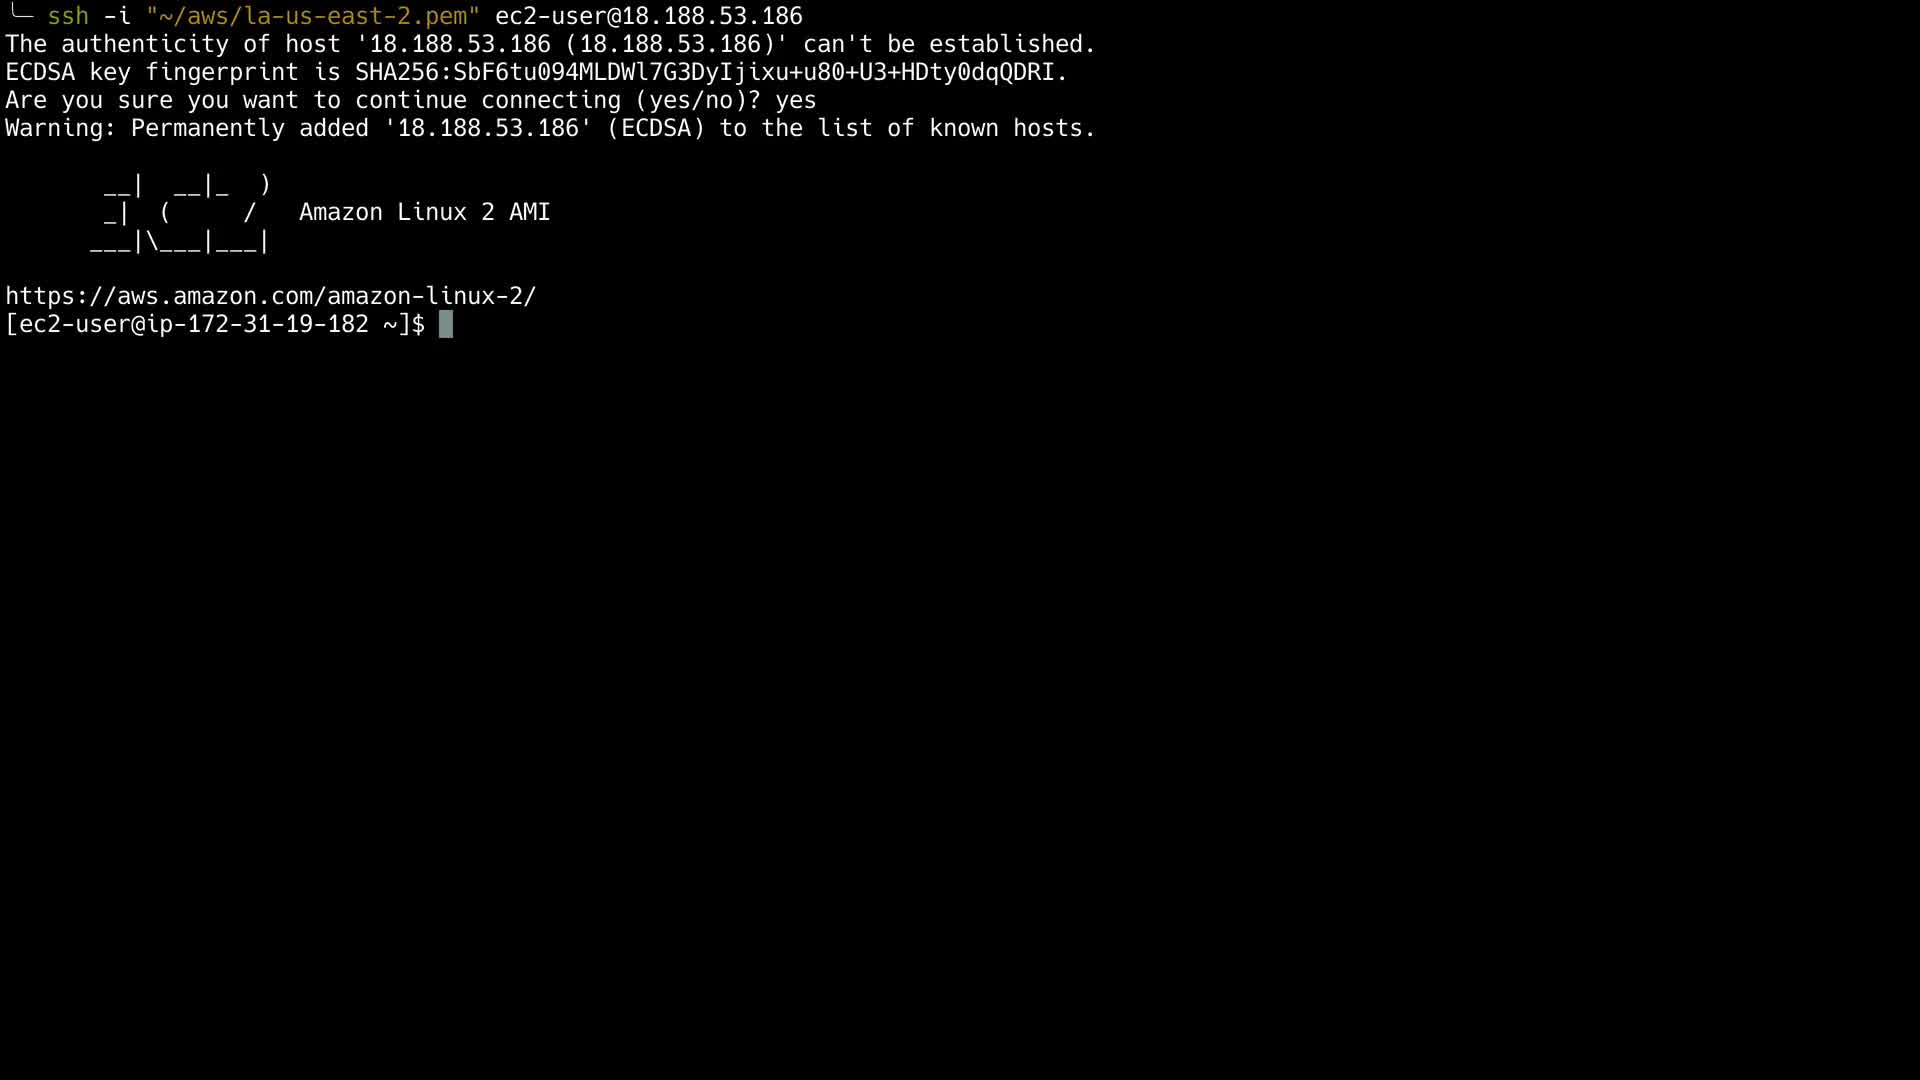 ╰─ ssh -i "~/aws/la-us-east-2.pem" ec2-user@18.188.53.186
The authenticity of host '18.188.53.186 (18.188.53.186)' can't be established.
ECDSA key fingerprint is SHA256:SbF6tu094MLDWl7G3DyIjixu+u80+U3+HDty0dqQDRI.
Are you sure you want to continue connecting (yes/no)? yes
Warning: Permanently added '18.188.53.186' (ECDSA) to the list of known hosts.

       __|  __|_  )
       _|  (     /   Amazon Linux 2 AMI
      ___|\___|___|

https://aws.amazon.com/amazon-linux-2/
[ec2-user@ip-172-31-19-182 ~]$